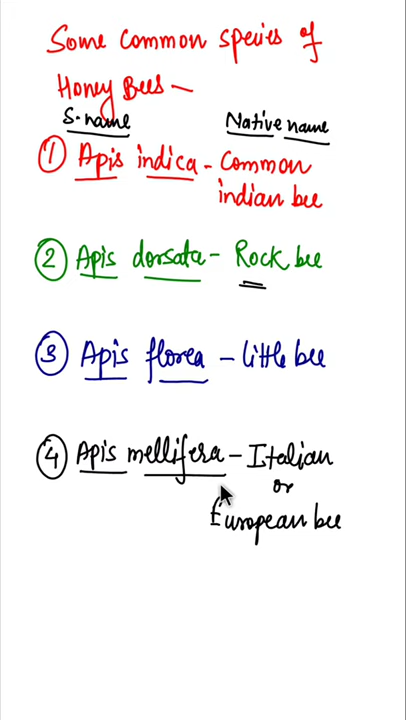 Some common species of
Honey Bees -
S. name Native name
① Apis indica - Common
indian bee
② Apis dorsata - Rock bee
③ Apis florea - little bee
④ Apis mellifera - Italian
or
European bee